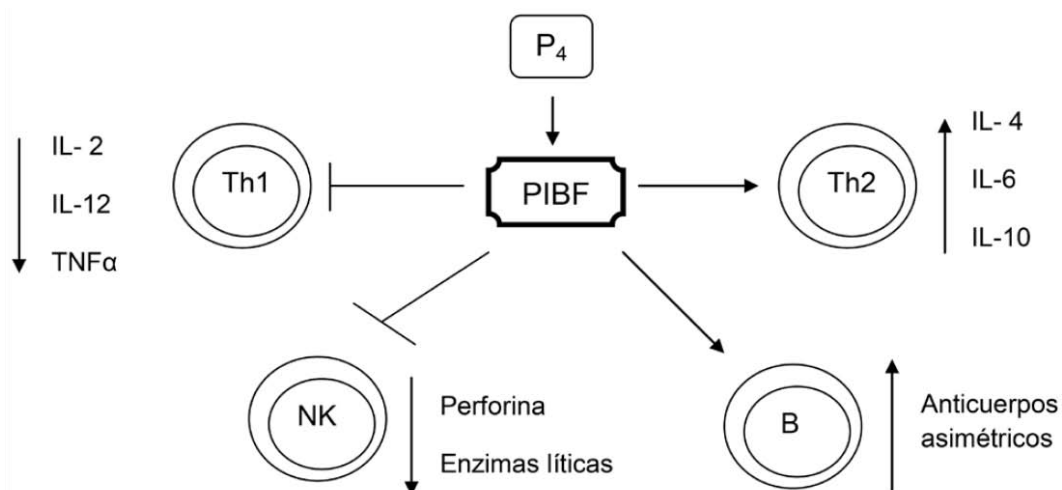 P₄
IL- 2
IL-12
TNFα
Th1
PIBF
Th2
IL- 4
IL-6
IL-10
NK
Perforina
Enzimas líticas
B
Anticuerpos
asimétricos